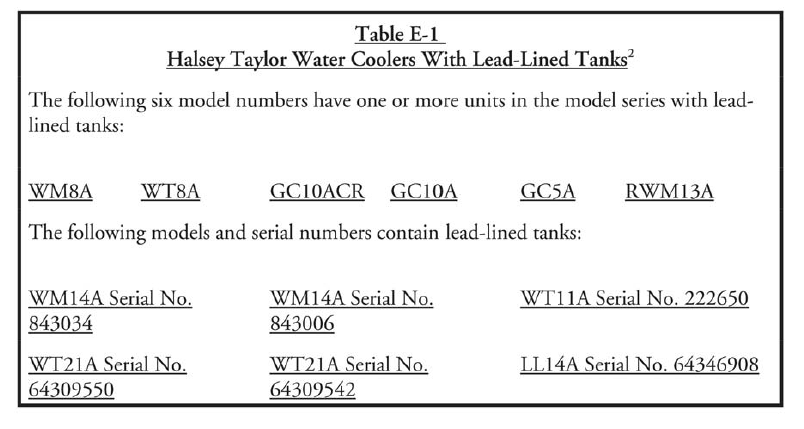 Table E-1
Halsey Taylor Water Coolers With Lead-Lined Tanks2
The following six model numbers have one or more units in the model series with lead-
lined tanks:
WM8A WT8A GC10ACR GC10A GC5A RWM13A
The following models and serial numbers contain lead-lined tanks:
WM14A Serial No. WM14A Serial No. WT11A Serial No. 222650
843034 843006
WT21A Serial No. WT21A Serial No. LL14A Serial No. 64346908
64309550 64309542